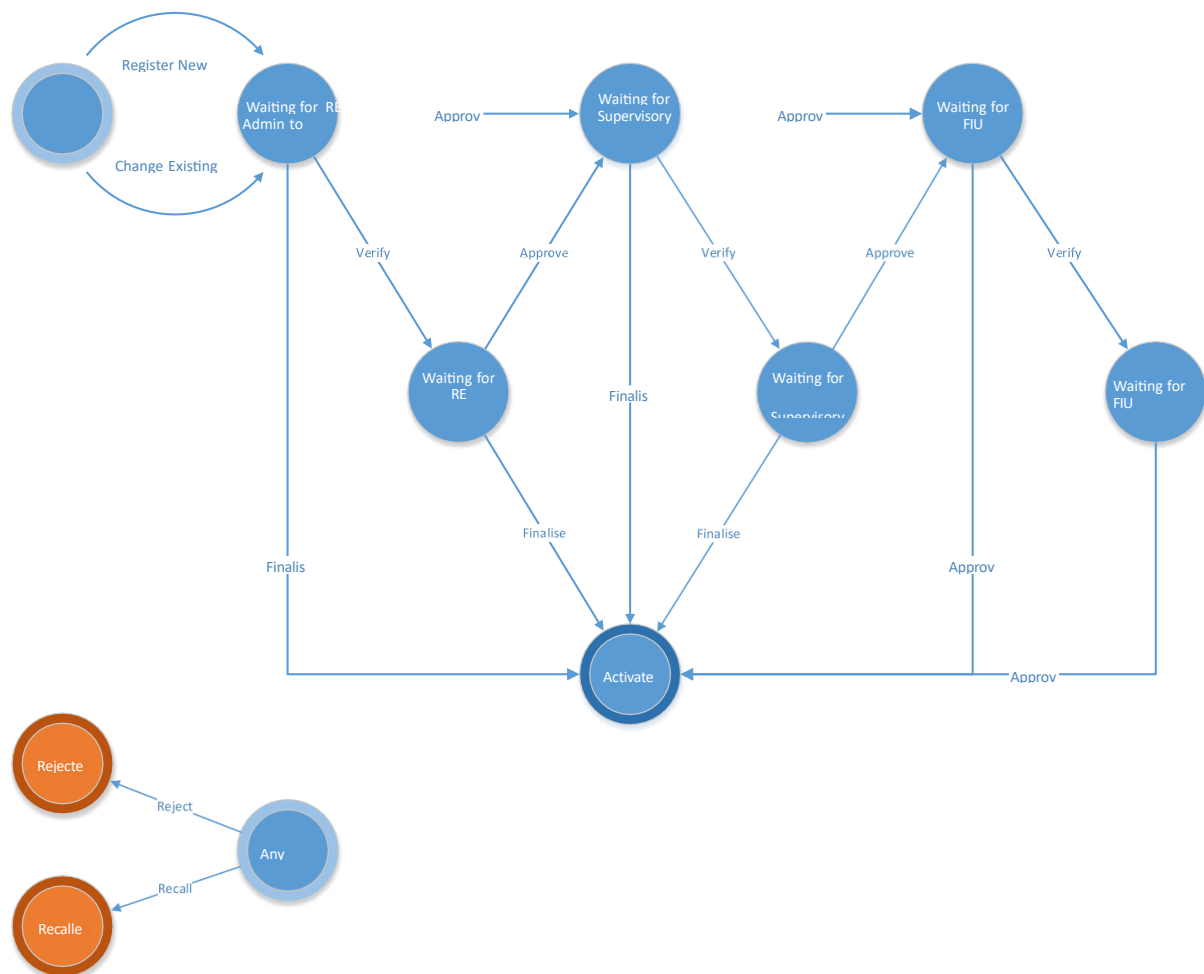 Register New
Change Existing
Waiting for RE
Admin to
Approv
Waiting for
Supervisory
Approv
Waiting for
FIU
Verify
Approve
Verify
Approve
Verify
Waiting for
RE
Finalis
Waiting for
Supervisory
Waiting for
FIU
Finalise
Finalise
Finalis
Approv
Activate
Approv
Rejecte
Reject
Any
Recall
Recalle